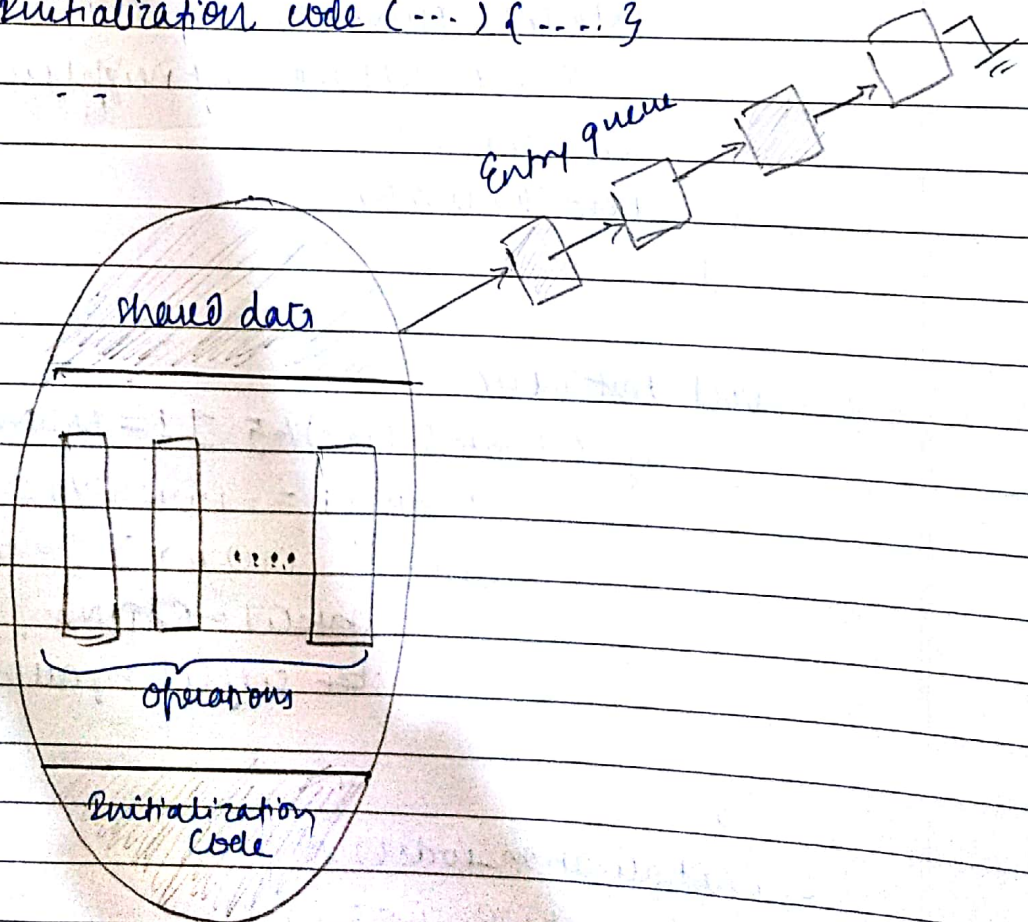 Initialization code (...) { .... }
Entry queue
shared data
....
operations
Initialization
Code